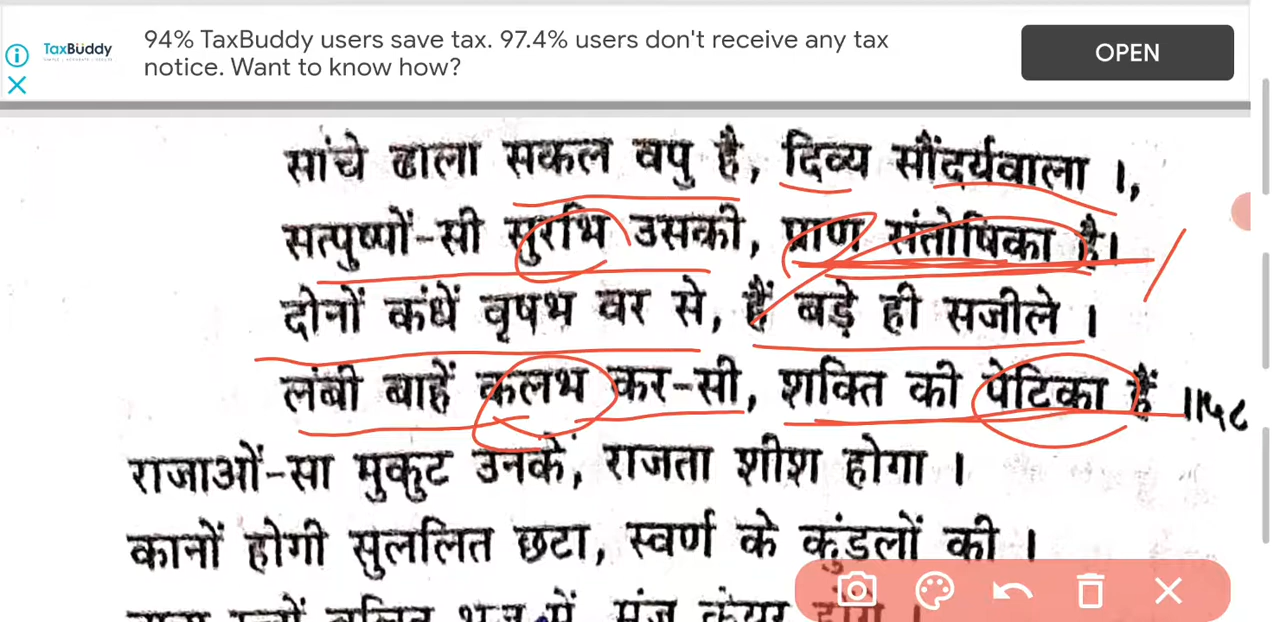 TaxBuddy
94% TaxBuddy users save tax. 97.4% users don't receive any tax
notice. Want to know how?
OPEN
सांचे ढाला सकल वपु है, दिव्य सौंदर्यवाला ।,
सत्पुष्पों-सी सुरभि उसकी, प्राण संतोषिका है।
दोनों कंधें वृषभ वर से, हैं बड़े ही सजीले ।
लंबी बाहें कलभ कर-सी, शक्ति की पेटिका हैं ॥५८
राजाओं-सा मुकुट उनके, राजता शीश होगा ।
कानों होगी सुललित छटा, स्वर्ण के कुंडलों की ।